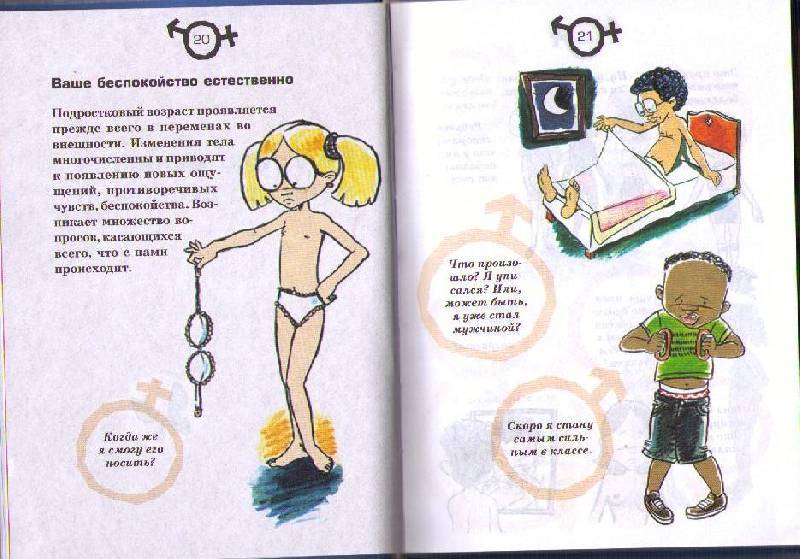 20
Ваше беспокойство естественно
Подростковый возраст проявляется
прежде всего в переменах во
внешности. Изменения тела
многочисленны и приводят
к появлению новых ощу-
щений, противоречивых
чувств, беспокойства. Воз-
никает множество во-
просов, касающихся
всего, что с вами
происходит.
Когда же
я смогу его
носить?
21
Что произо-
шло? Я упи
сался? Или,
может быть,
я уже стал
мужчиной?
Скоро я стану
самым силь-
ным в классе.